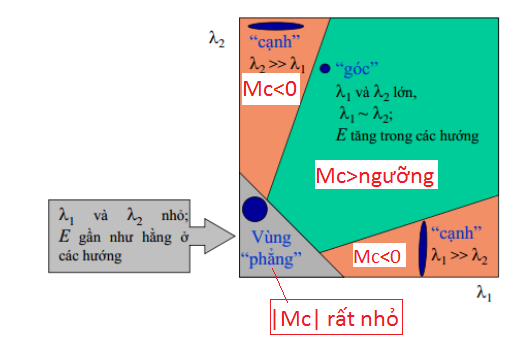 λ₂
“cạnh”
λ₂ >> λ₁
Mc<0
“góc”
λ₁ và λ₂ lớn,
λ₁ ~ λ₂;
E tăng trong các hướng
Mc>ngưỡng
λ₁ và λ₂ nhỏ;
E gần như hằng ở
các hướng
Vùng
“phẳng”
Mc<0
“cạnh”
λ₁ >> λ₂
λ₁
|Mc| rất nhỏ